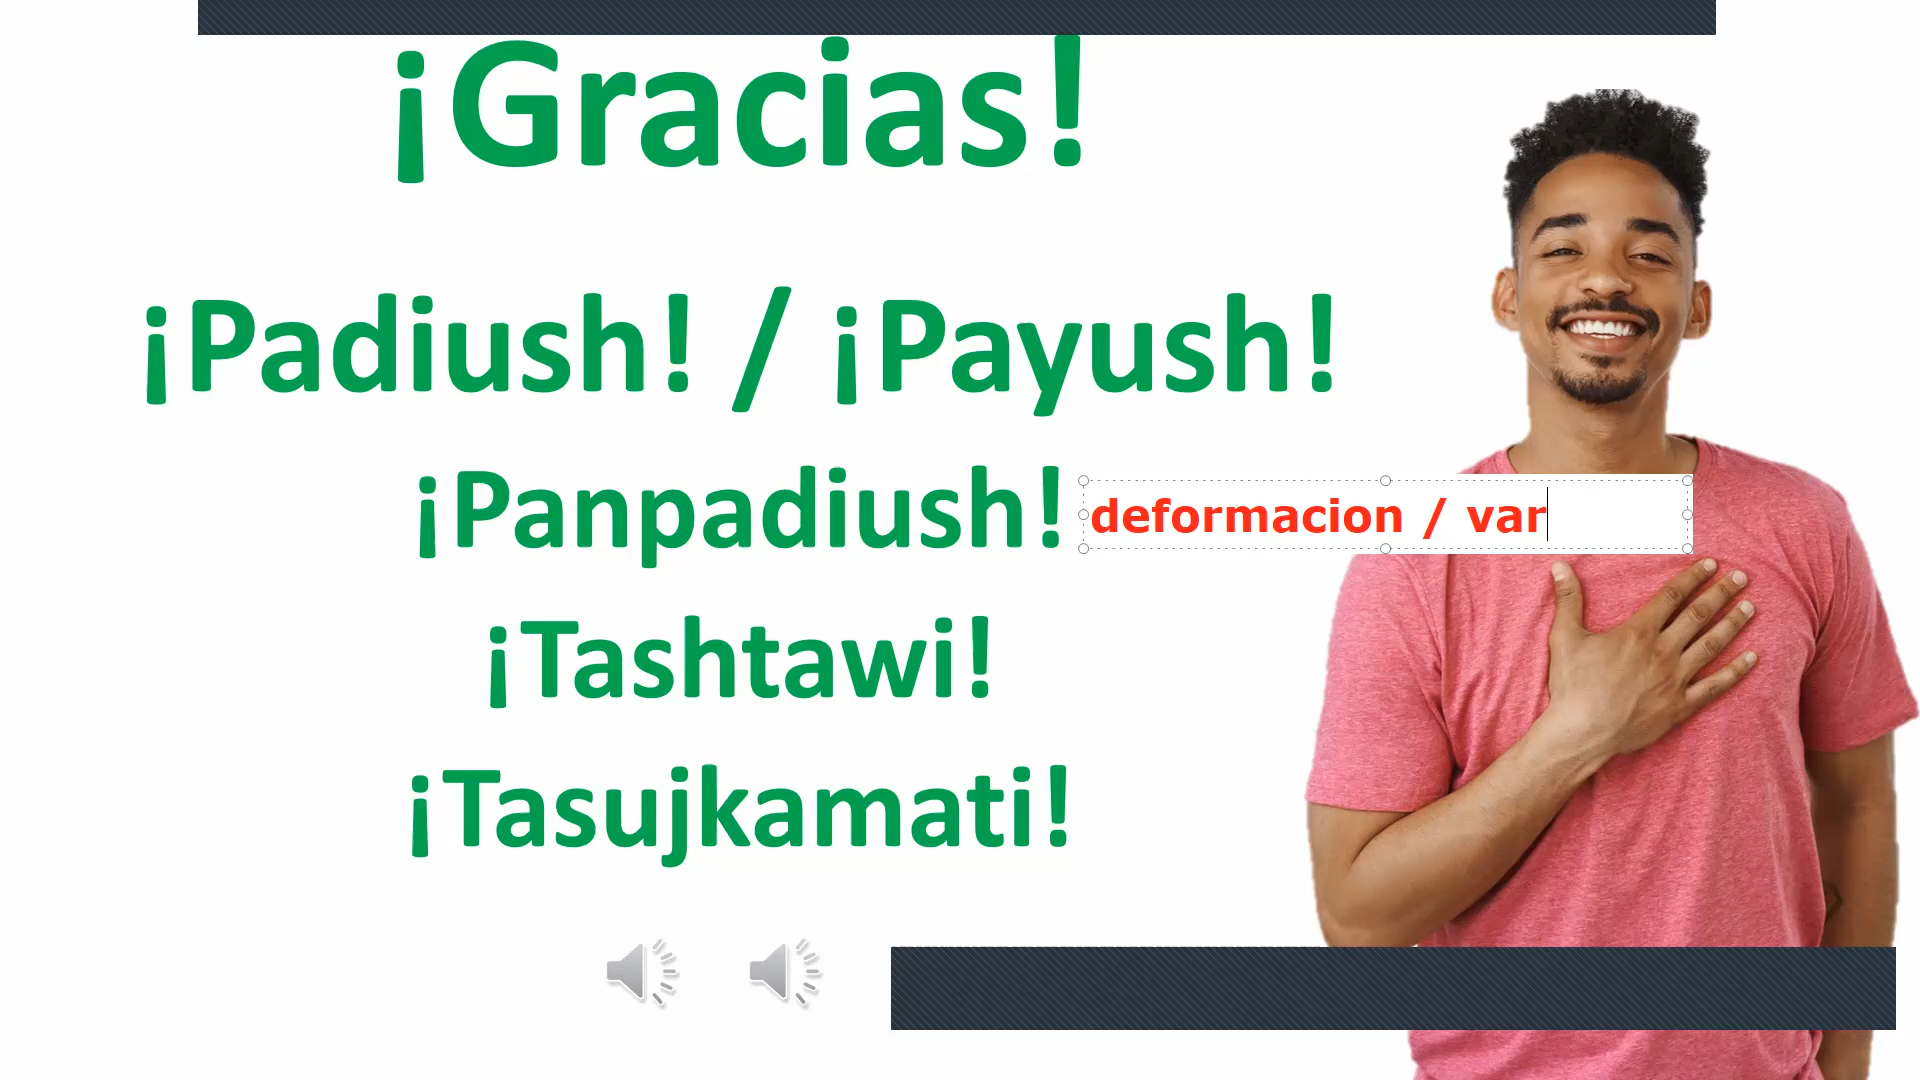 ¡Gracias!
¡Padiush! / ¡Payush!
¡Panpadiush!
deformacion / var
¡Tashtawi!
¡Tasujkamati!